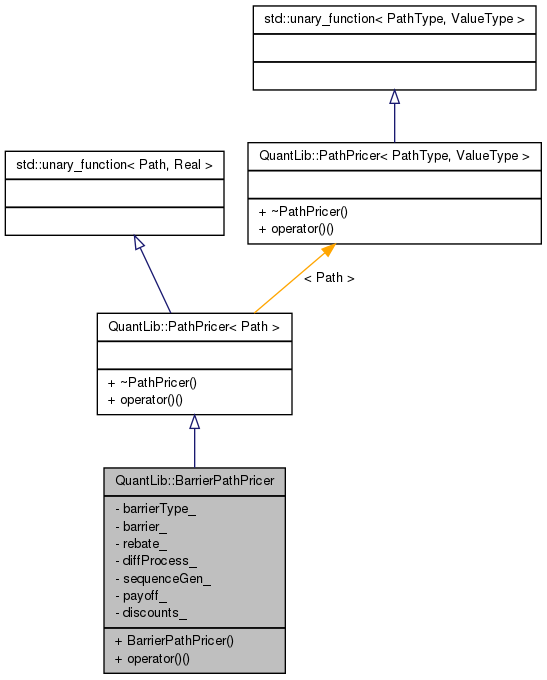 std::unary_function< PathType, ValueType >
std::unary_function< Path, Real >
QuantLib::PathPricer< PathType, ValueType >
+ ~PathPricer()
+ operator()()
< Path >
QuantLib::PathPricer< Path >
+ ~PathPricer()
+ operator()()
QuantLib::BarrierPathPricer
- barrierType_
- barrier_
- rebate_
- diffProcess_
- sequenceGen_
- payoff_
- discounts_
+ BarrierPathPricer()
+ operator()()